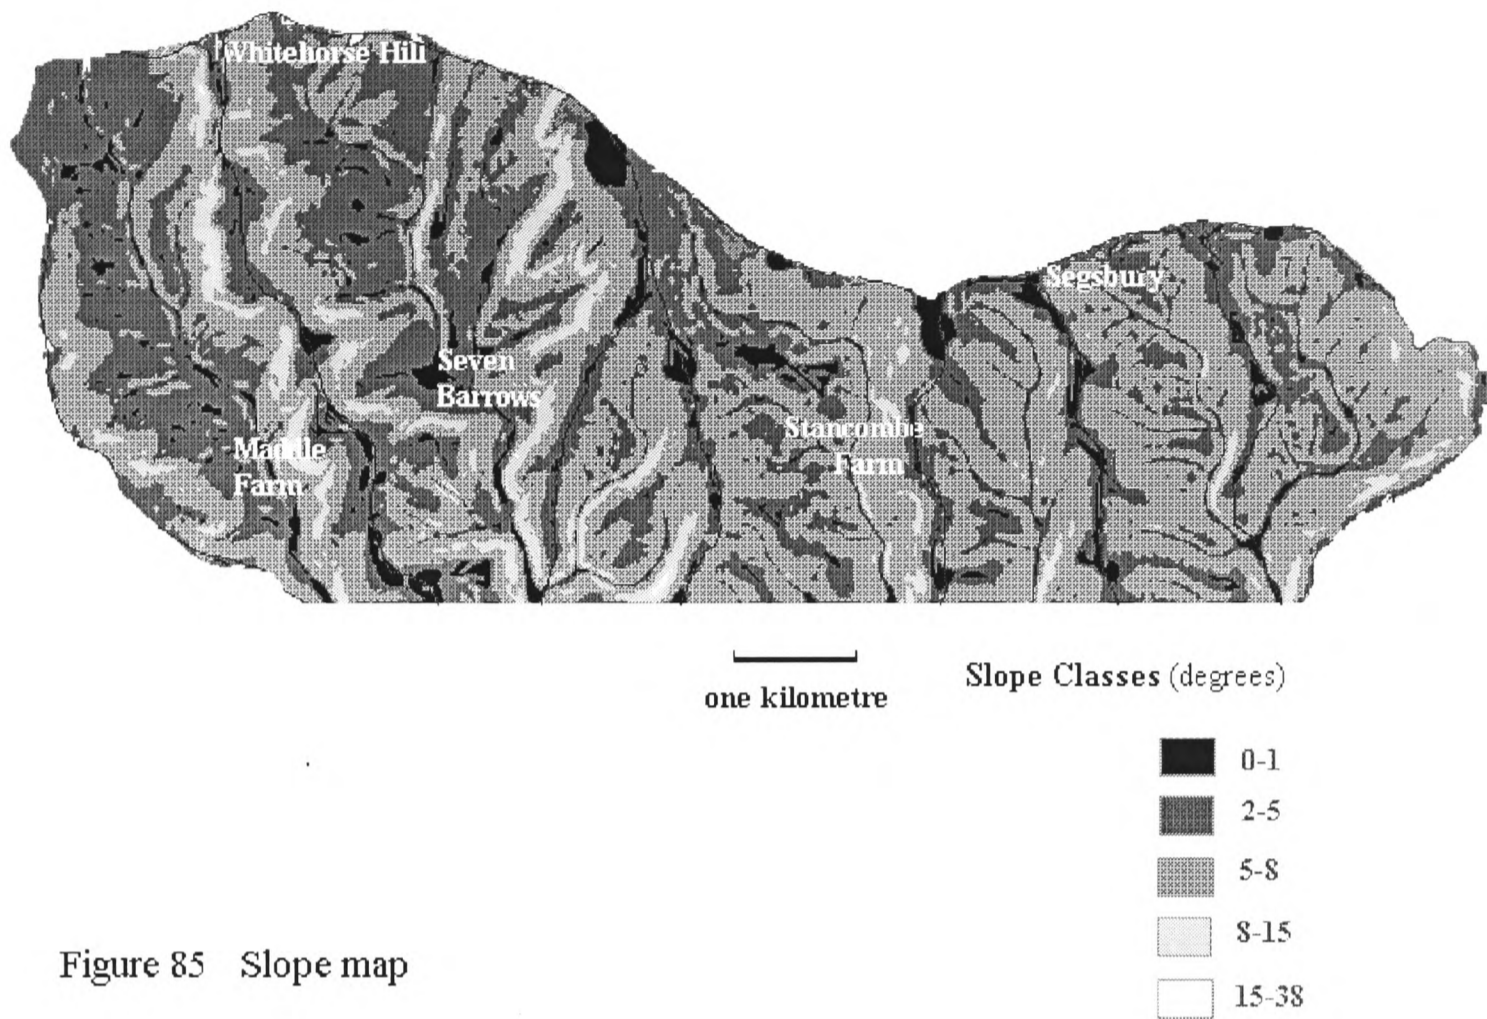 Whitehorse Hill
Segsbury
Seven
Barrows
Stancombe
Farm
Maddle
Farm
one kilometre
Slope Classes (degrees)
0-1
2-5
5-8
8-15
15-38
Figure 85 Slope map